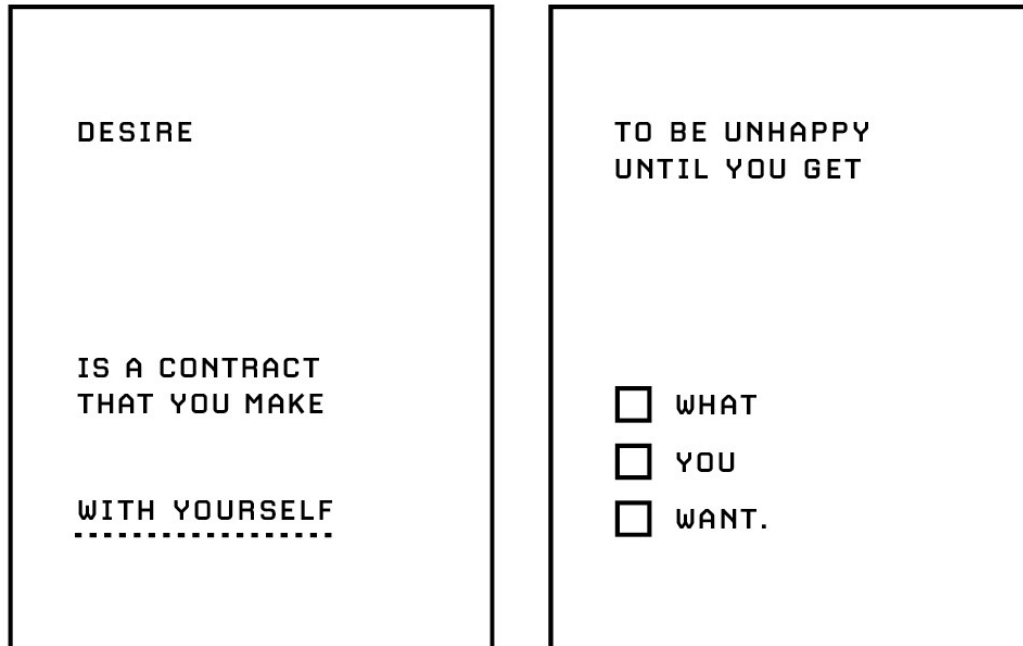 DESIRE
IS A CONTRACT
THAT YOU MAKE
WITH YOURSELF
TO BE UNHAPPY
UNTIL YOU GET
WHAT
YOU
WANT.